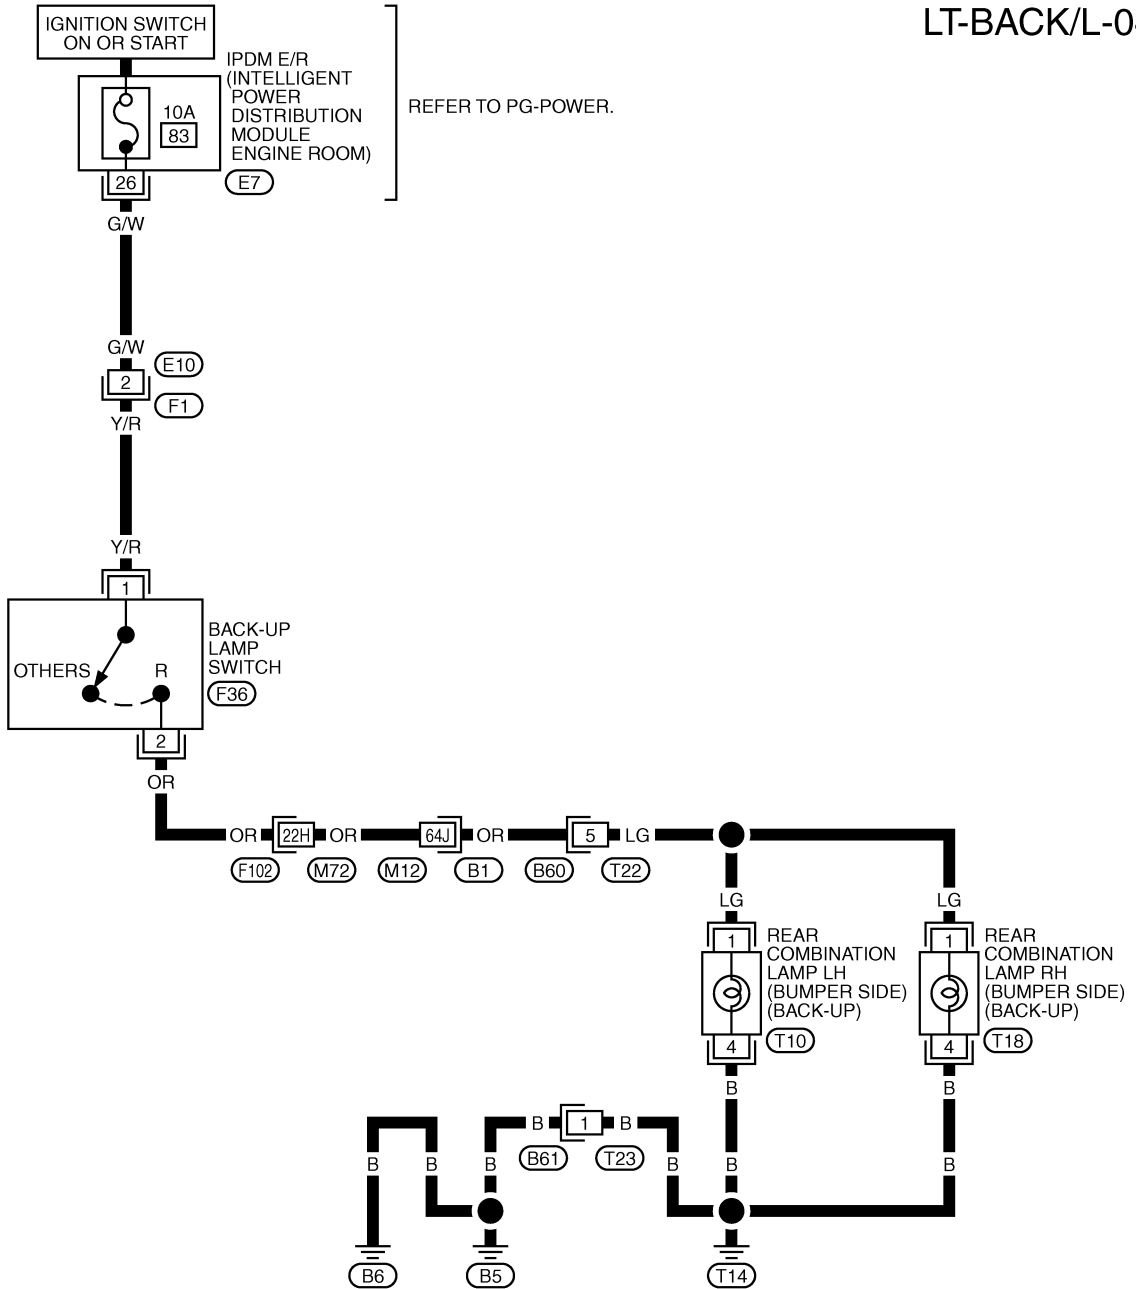 LT-BACK/L-0
IGNITION SWITCH
ON OR START
IPDM E/R
(INTELLIGENT
POWER
DISTRIBUTION
MODULE
ENGINE ROOM)
REFER TO PG-POWER.
10A
83
26
E7
G/W
G/W
E10
2
F1
Y/R
Y/R
1
BACK-UP
LAMP
SWITCH
OTHERS
R
F36
2
OR
OR 22H OR 64J OR 5 LG
F102 M72 M12 B1 B60 T22
LG LG
1 REAR
COMBINATION
LAMP LH
(BUMPER SIDE)
(BACK-UP)
T10
4
1 REAR
COMBINATION
LAMP RH
(BUMPER SIDE)
(BACK-UP)
T18
4
B B
B 1 B
B61 T23
B B B B B B
B6 B5 T14